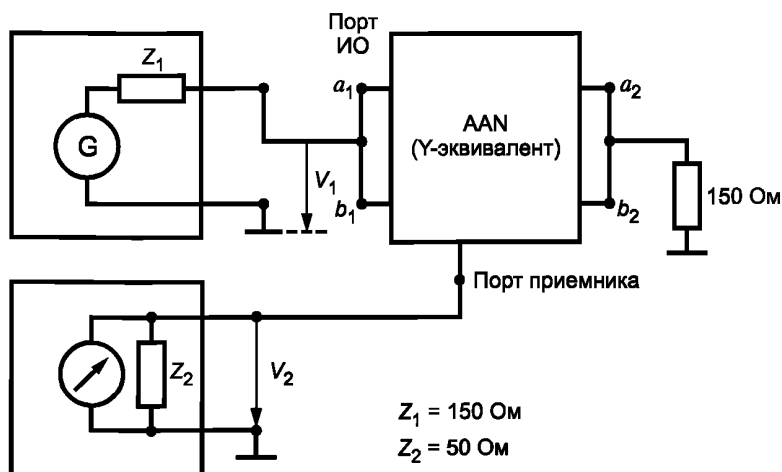 Порт
ИО
Z1
a1
a2
AAN
(Y-эквивалент)
G
V1
b1
b2
150 Ом
Порт приемника
Z2
V2
Z1 = 150 Ом
Z2 = 50 Ом